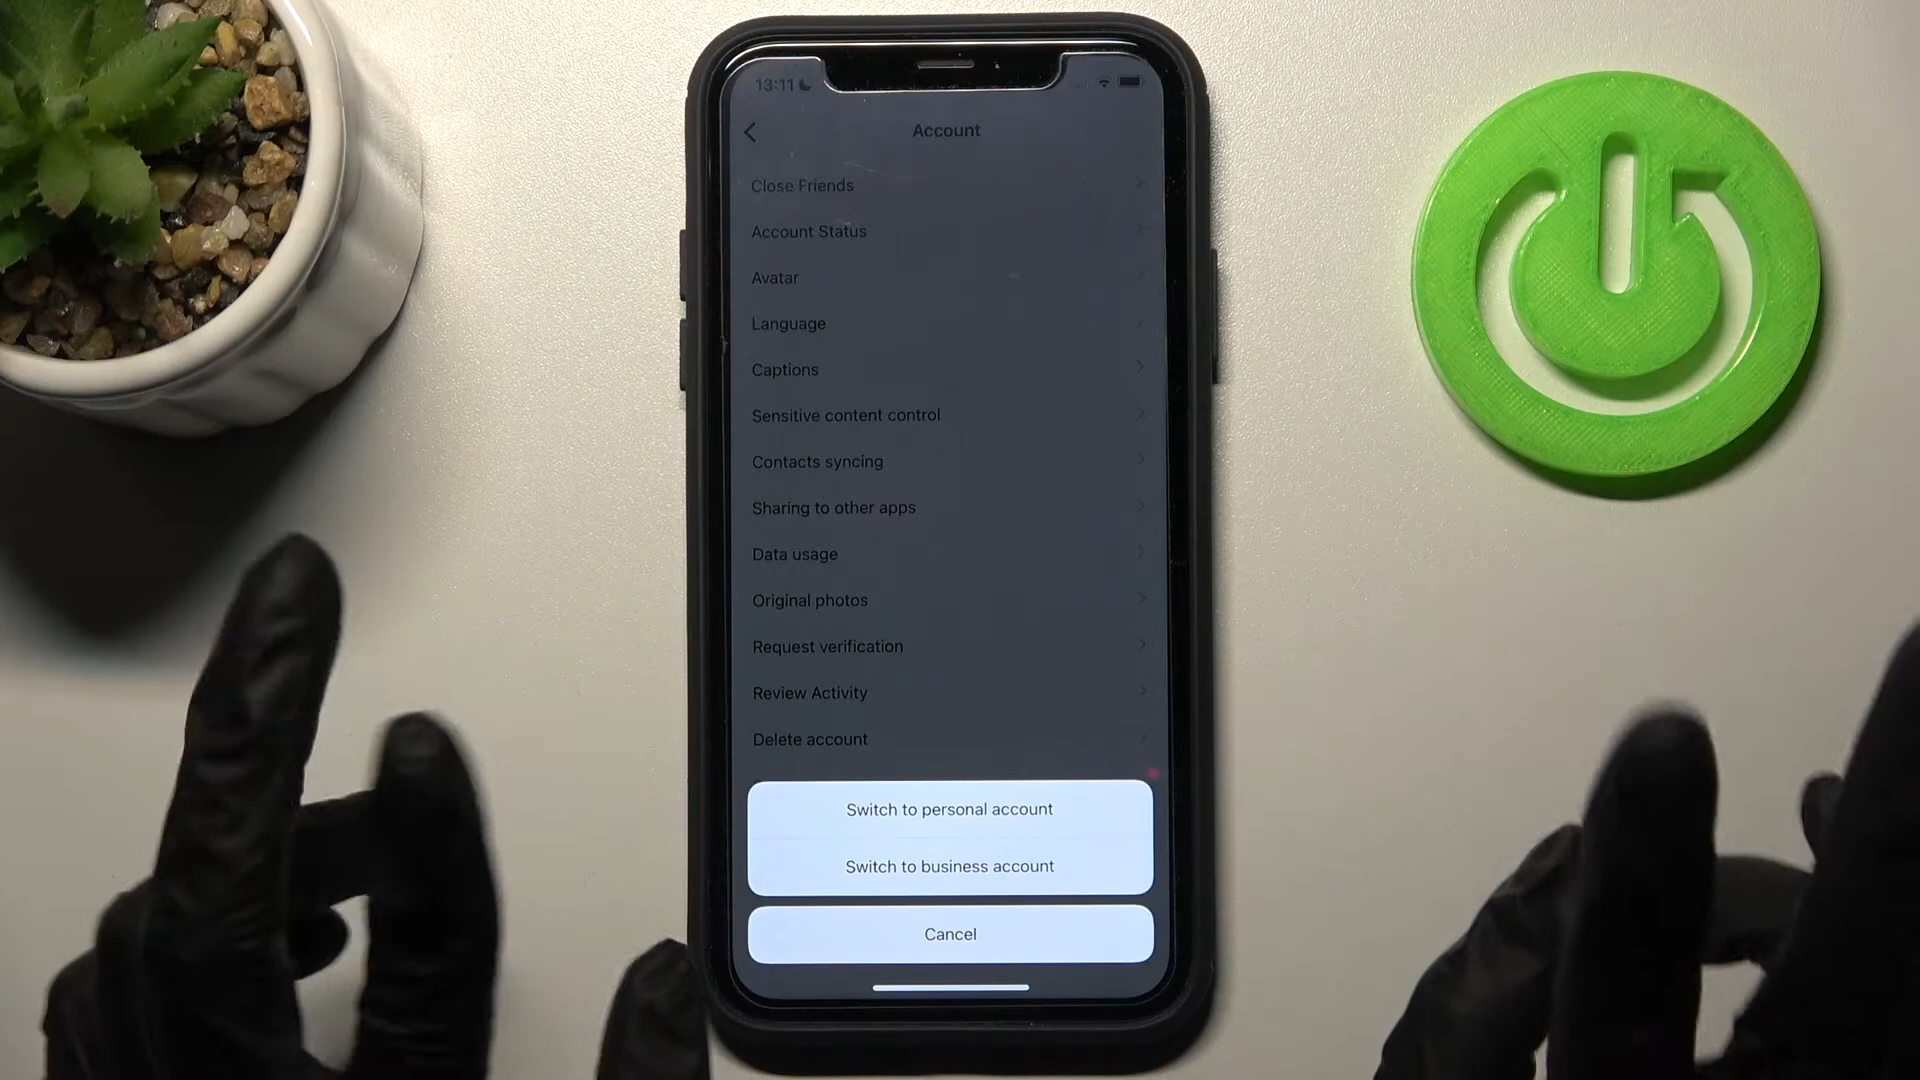 13:11
Account
Close Friends
Account Status
Avatar
Language
Captions
Sensitive content control
Contacts syncing
Sharing to other apps
Data usage
Original photos
Request verification
Review Activity
Delete account
Switch to personal account
Switch to business account
Cancel